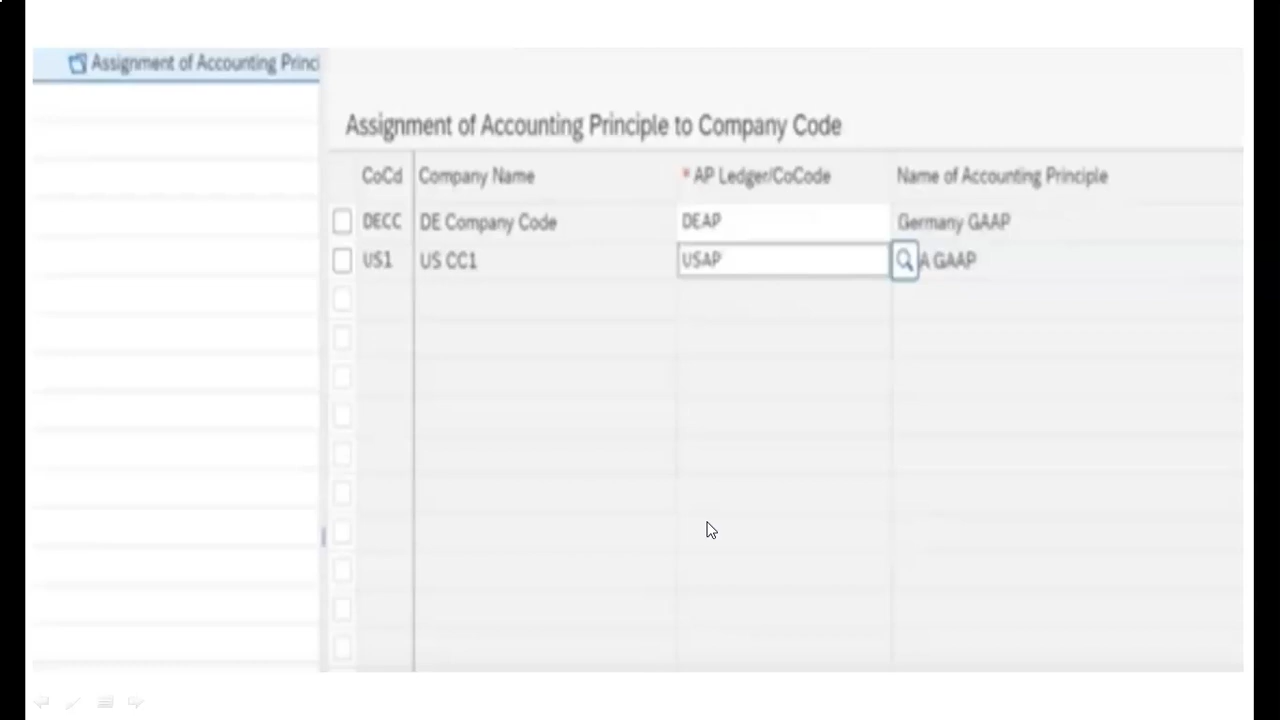 Assignment of Accounting Princi
Assignment of Accounting Principle to Company Code
CoCd Company Name * AP Ledger/CoCode Name of Accounting Principle
DECC DE Company Code DEAP Germany GAAP
US1 US CC1 USAP A GAAP